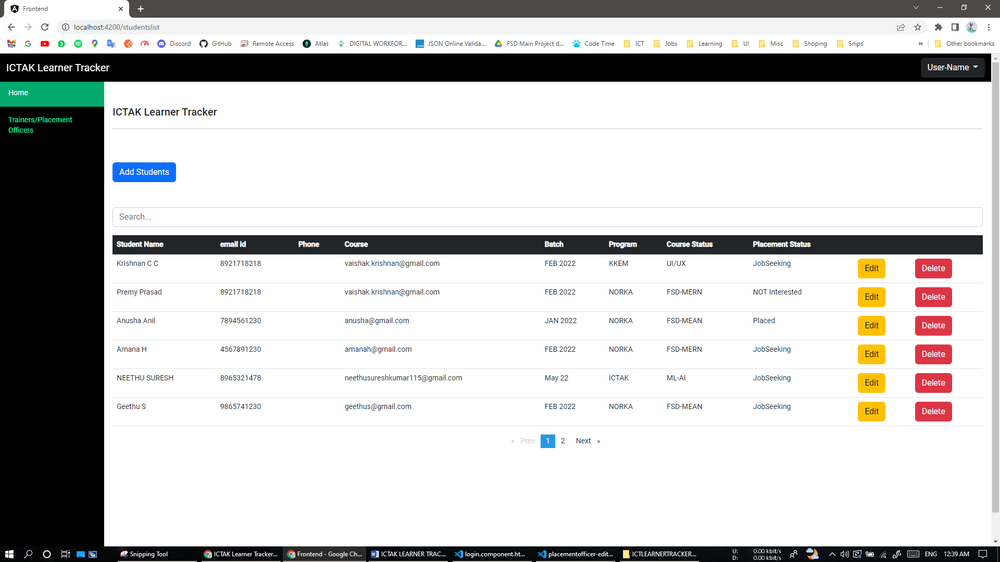 Frontend
localhost:4200/studentslist
100+
3
Discord
GitHub
Remote Access
Atlas
DIGITAL WORKFOR...
JSON Online Valida...
FSD Main Project d...
Code Time
ICT
Jobs
Learning
UI
Misc
Shoping
Snips
»
Other bookmarks
ICTAK Learner Tracker
User-Name
Home
Trainers/Placement
Officers
ICTAK Learner Tracker
Add Students
Search...
Student Name email id Phone Course Batch Program Course Status Placement Status
Krishnan C C 8921718218 vaishak.krishnan@gmail.com FEB 2022 KKEM UI/UX JobSeeking Edit Delete
Premy Prasad 8921718218 vaishak.krishnan@gmail.com FEB 2022 NORKA FSD-MERN NOT Interested Edit Delete
Anusha Anil 7894561230 anusha@gmail.com JAN 2022 NORKA FSD-MEAN Placed Edit Delete
Amana H 4567891230 amanah@gmail.com FEB 2022 NORKA FSD-MERN JobSeeking Edit Delete
NEETHU SURESH 8965321478 neethusureshkumar115@gmail.com May 22 ICTAK ML-AI JobSeeking Edit Delete
Geethu S 9865741230 geethus@gmail.com FEB 2022 NORKA FSD-MEAN JobSeeking Edit Delete
« Prev 1 2 Next »
Snipping Tool
ICTAK Learner Tracker...
Frontend - Google Ch...
ICTAK LEARNER TRAC...
login.component.ht...
placementofficer-edit...
ICTLEARNERTRACKER...
U: 0.00 kbit/s
D: 0.00 kbit/s
ENG
12:39 AM